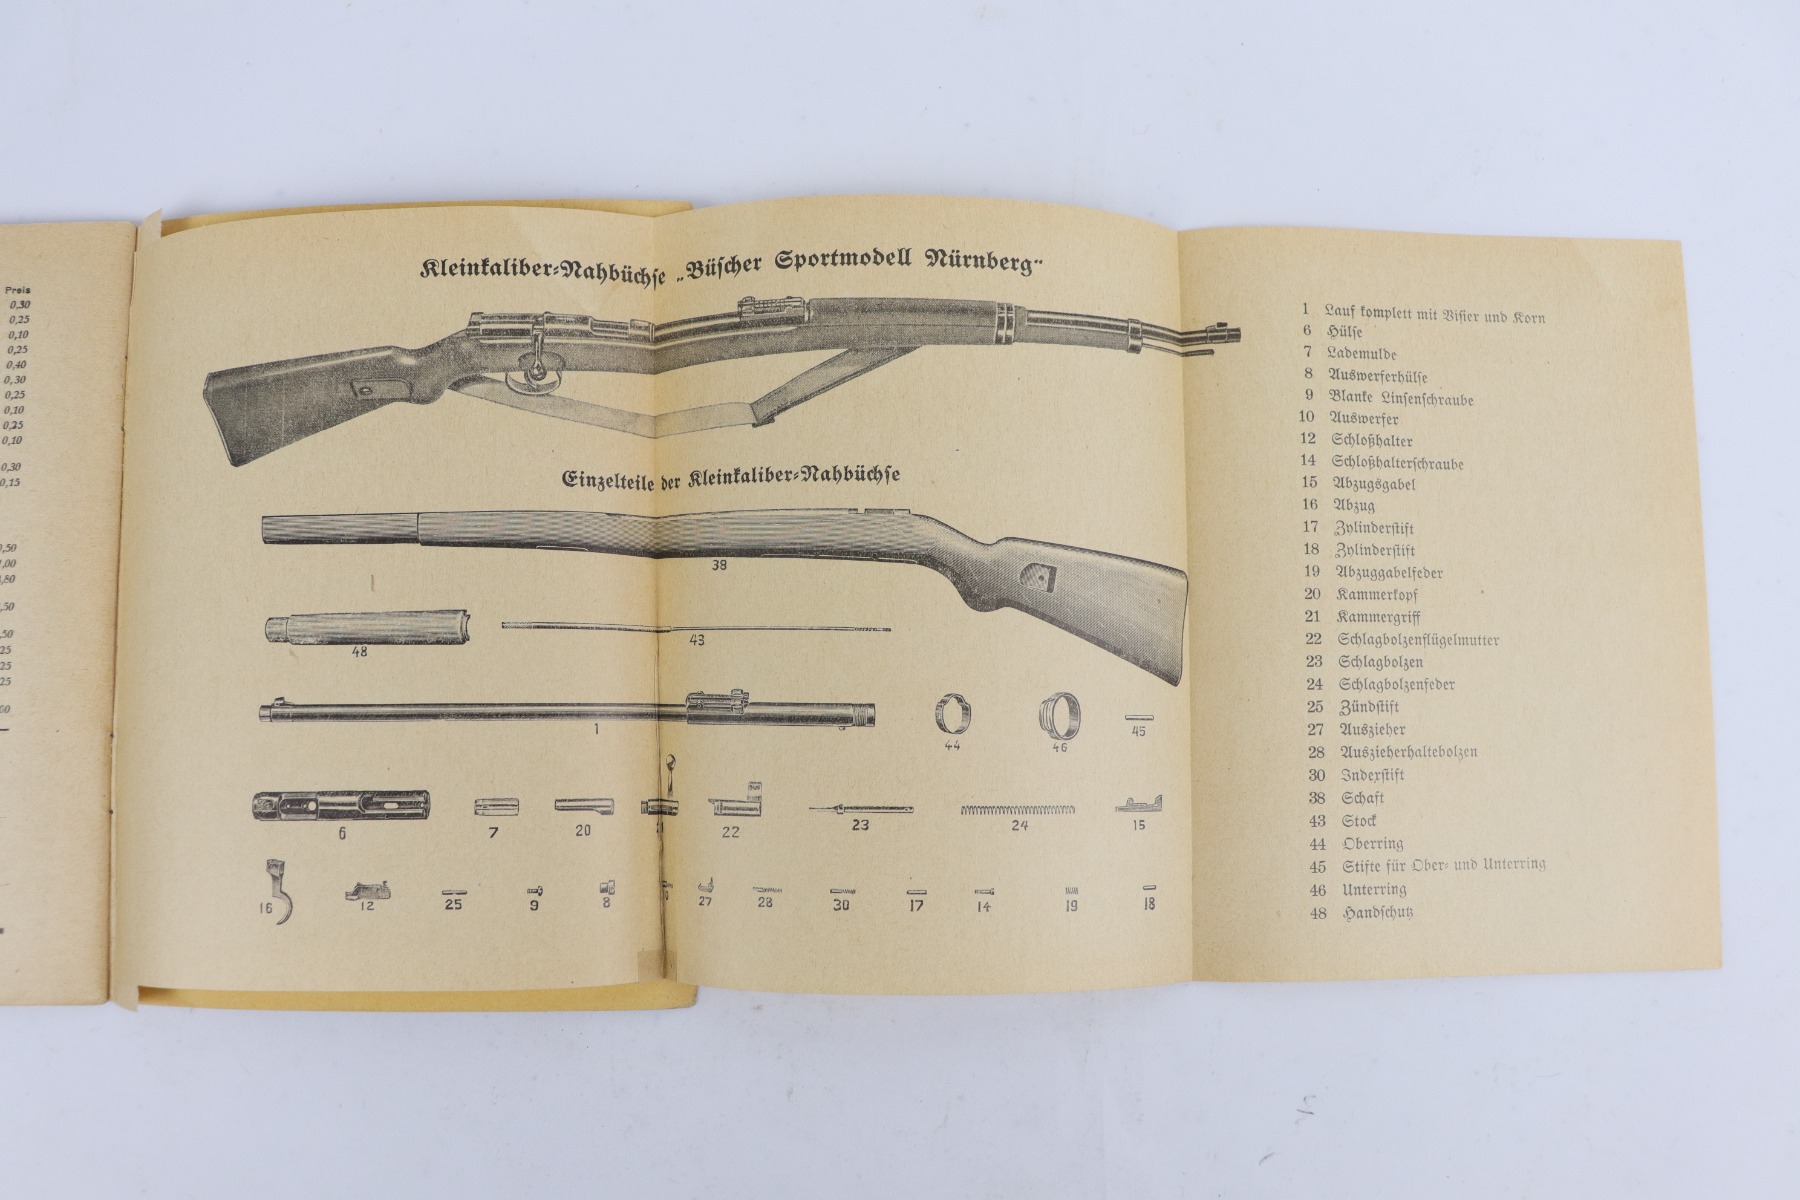 Preis
0,30
0,25
0,10
0,25
0,40
0,30
0,25
0,10
0,25
0,10
0,30
0,15
Kleinkaliber-Nahbüchse „Büscher Sportmodell Nürnberg"
Einzelteile der Kleinkaliber-Nahbüchse
38
48
43
1
44
46
45
6
7
20
22
23
24
15
16
12
25
9
8
27
28
30
17
14
19
18
1 Lauf komplett mit Visier und Korn
6 Hülse
7 Lademulde
8 Auswerferhülse
9 Blanke Linsenschraube
10 Auswerfer
12 Schloßhalter
14 Schloßhalterschraube
15 Abzugsgabel
16 Abzug
17 Zylinderstift
18 Zylinderstift
19 Abzuggabelfeder
20 Kammerkopf
21 Kammergriff
22 Schlagbolzenflügelmutter
23 Schlagbolzen
24 Schlagbolzenfeder
25 Zündstift
27 Auszieher
28 Auszieherhaltebolzen
30 Indexstift
38 Schaft
43 Stock
44 Oberring
45 Stifte für Ober- und Unterring
46 Unterring
48 Handschutz